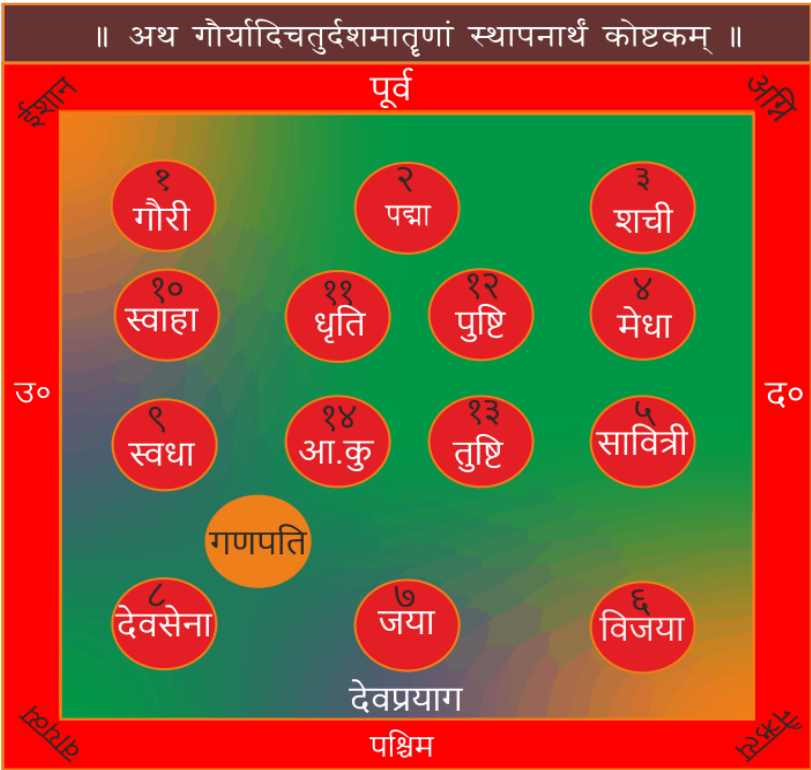 ॥ अथ गौर्यादिचतुर्दशमातॄणां स्थापनार्थं कोष्टकम् ॥
ईशान
पूर्व
अग्नि
१
गौरी
२
पद्मा
३
शची
१०
स्वाहा
११
धृति
१२
पुष्टि
४
मेधा
उ०
द०
९
स्वधा
१४
आ.कु
१३
तुष्टि
५
सावित्री
गणपति
८
देवसेना
७
जया
६
विजया
देवप्रयाग
वायव्य
पश्चिम